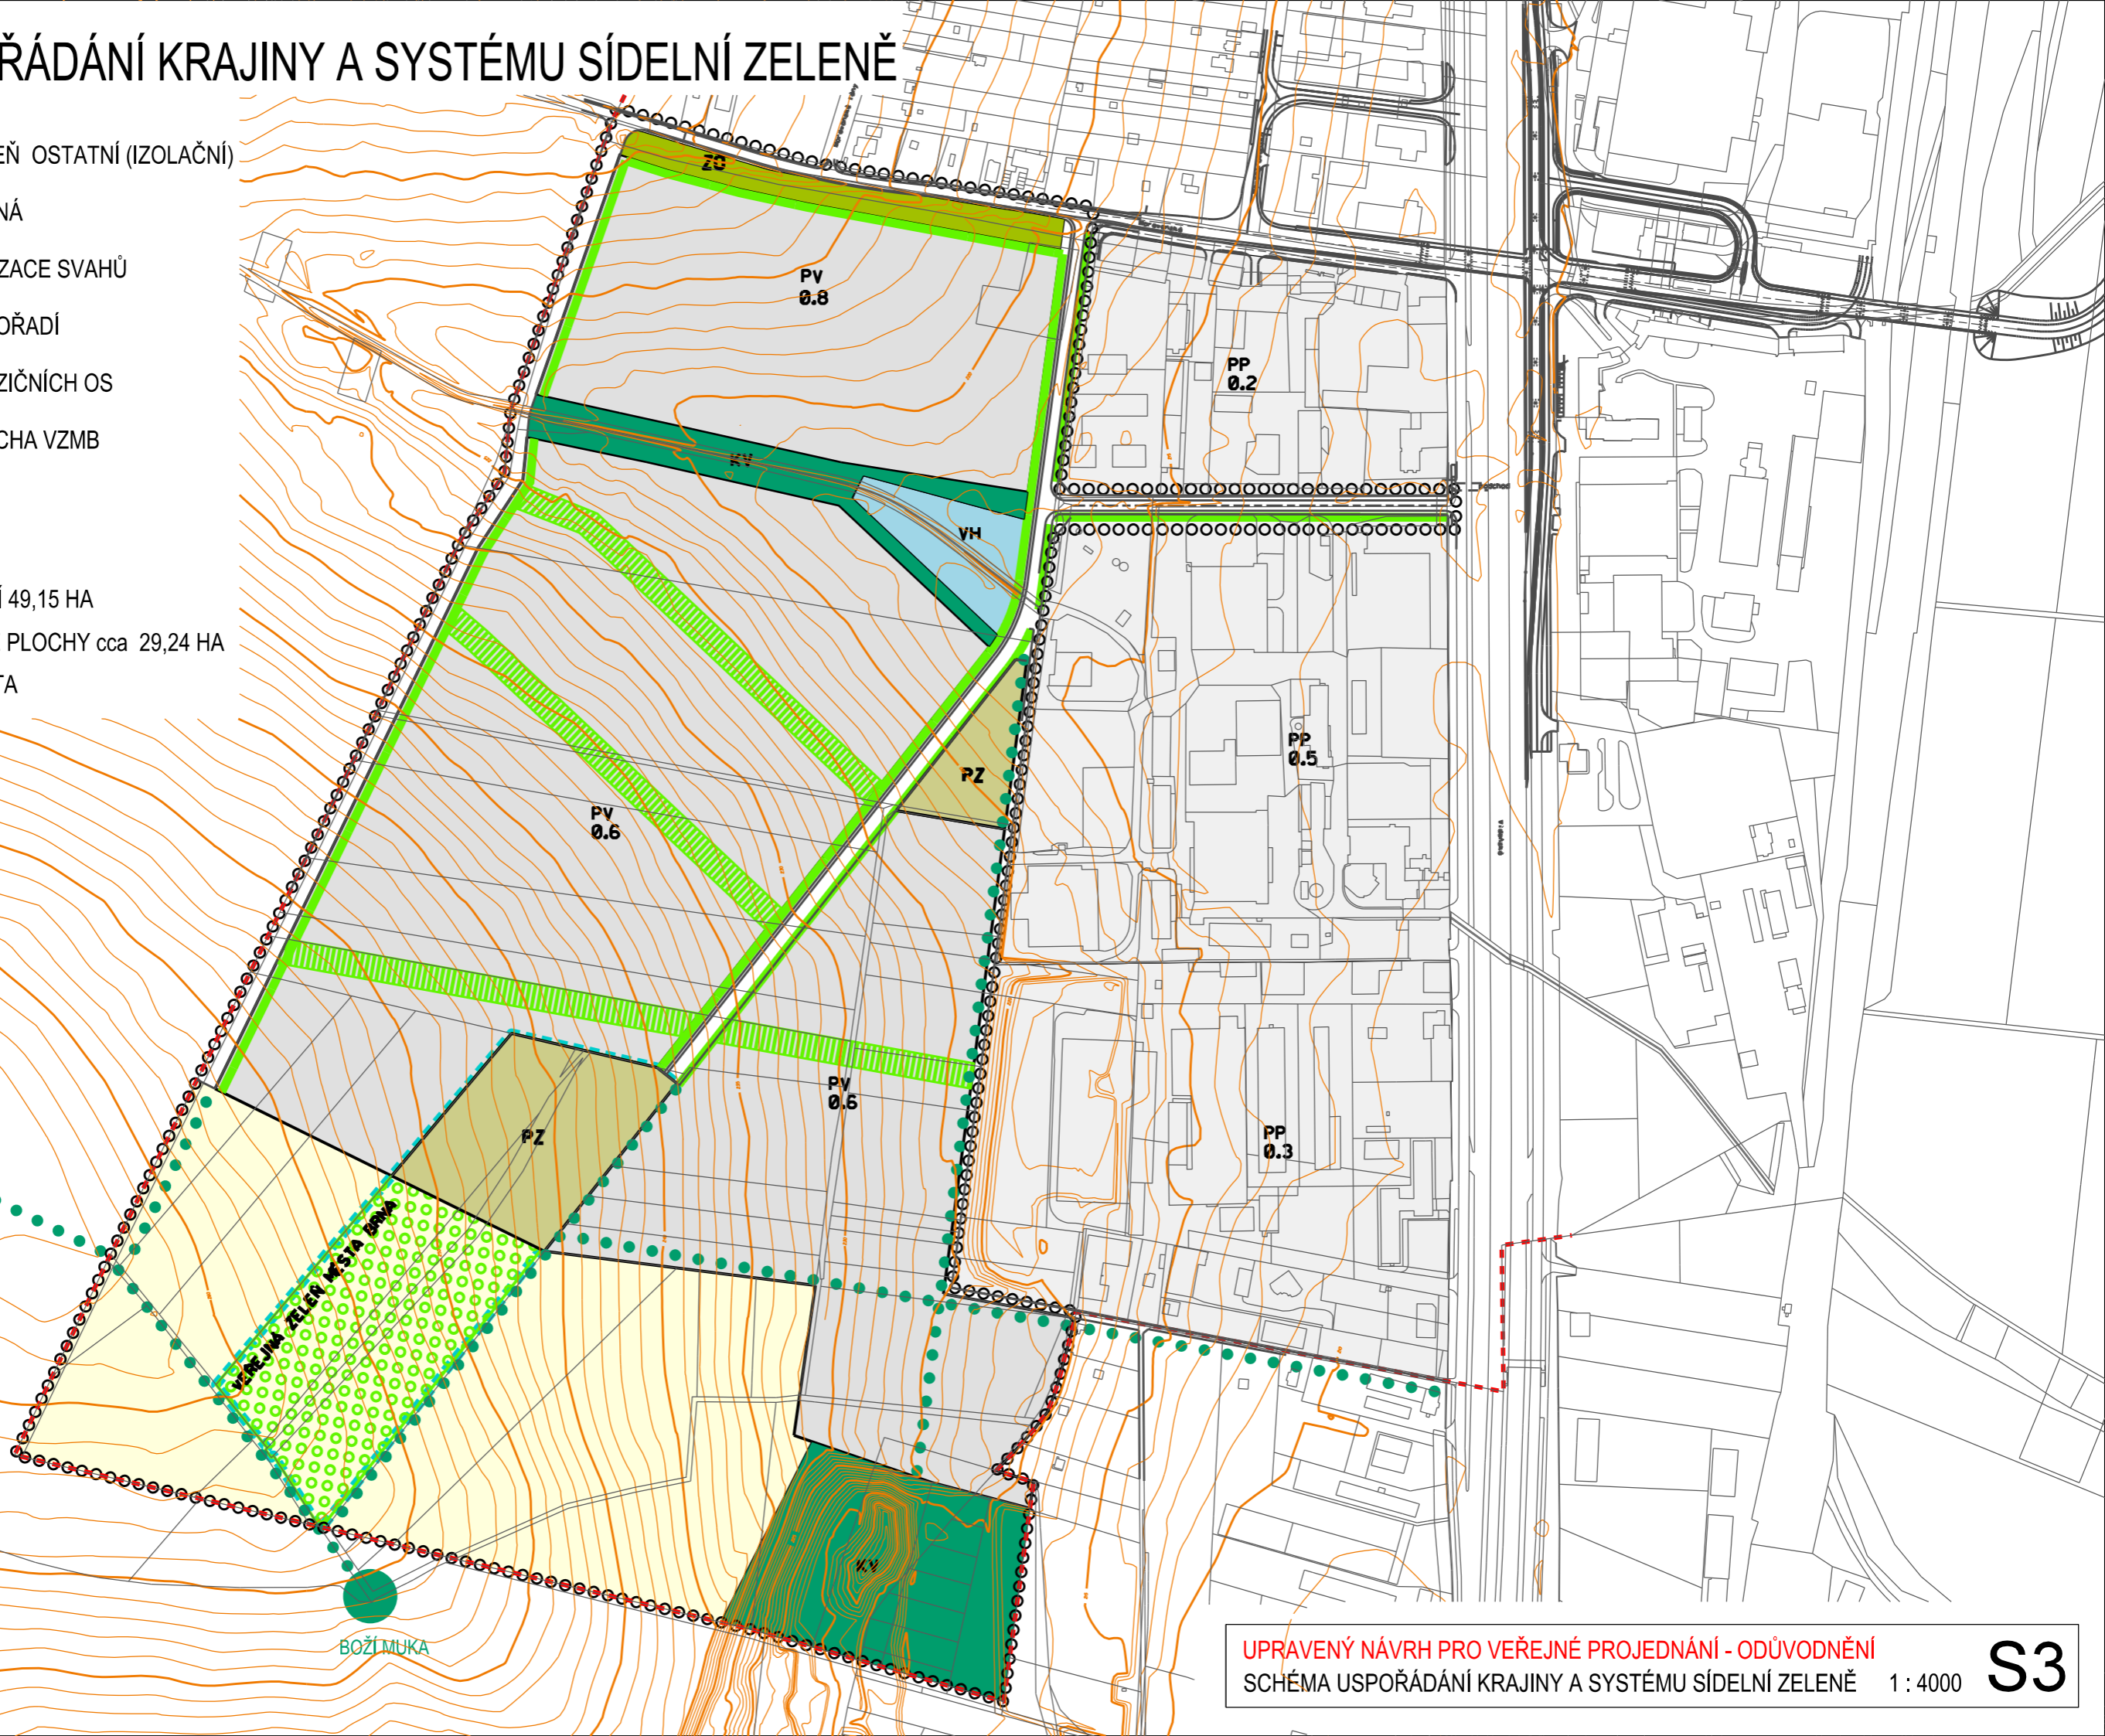 ŘÁDÁNÍ KRAJINY A SYSTÉMU SÍDELNÍ ZELENĚ
EŇ OSTATNÍ (IZOLAČNÍ)
NÁ
ZACE SVAHŮ
OŘADÍ
ZIČNÍCH OS
CHA VZMB
Í 49,15 HA
PLOCHY cca 29,24 HA
TA
ZO
PV
0.8
PP
0.2
KV
VH
PP
0.5
PZ
PV
0.6
Vídeňská
PV
0.6
PZ
PP
0.3
VEŘEJNÁ ZELEŇ MĚSTA BRNA
KV
BOŽÍ MUKA
UPRAVENÝ NÁVRH PRO VEŘEJNÉ PROJEDNÁNÍ - ODŮVODNĚNÍ
SCHÉMA USPOŘÁDÁNÍ KRAJINY A SYSTÉMU SÍDELNÍ ZELENĚ 1 : 4000
S3